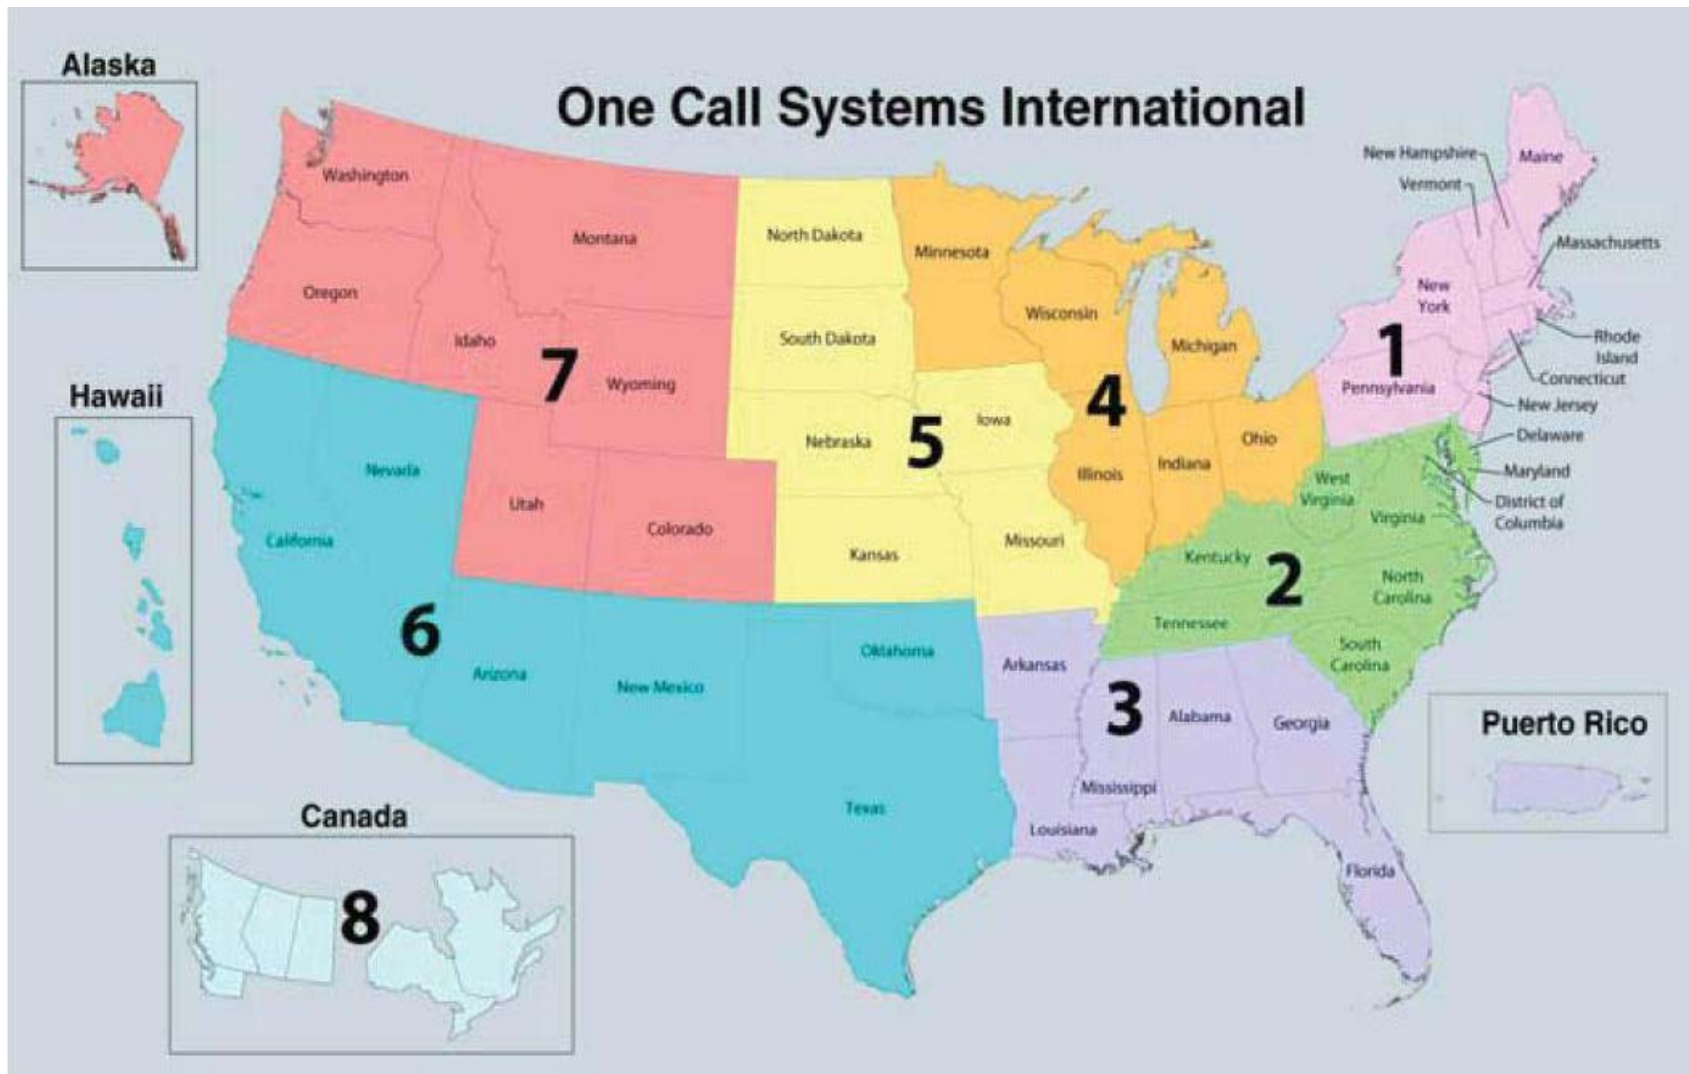 One Call Systems International
Alaska
Hawaii
Canada
Puerto Rico
Washington
Oregon
Idaho
Montana
Wyoming
Utah
Colorado
7
North Dakota
South Dakota
Nebraska
Kansas
Iowa
Missouri
5
Minnesota
Wisconsin
Michigan
Illinois
Indiana
Ohio
4
New Hampshire
Vermont
Maine
Massachusetts
New
York
1
Rhode
Island
Connecticut
Pennsylvania
New Jersey
Delaware
Maryland
District of
Columbia
West
Virginia
Virginia
Kentucky
2
North
Carolina
Tennessee
South
Carolina
Nevada
California
6
Arizona
New Mexico
Oklahoma
Texas
Arkansas
3
Alabama
Georgia
Mississippi
Louisiana
Florida
8